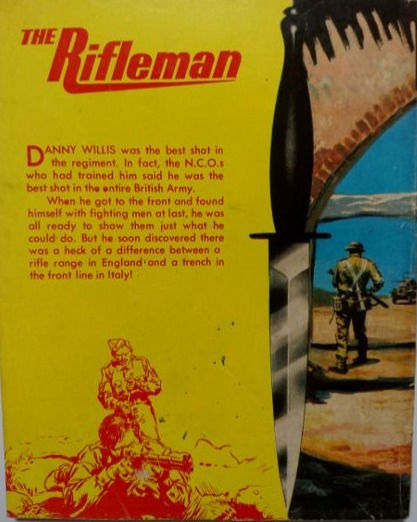 THE
Rifleman
DANNY WILLIS was the best shot in
the regiment. In fact, the N.C.O.s
who had trained him said he was the
best shot in the entire British Army.
When he got to the front and found
himself with fighting men at last, he was
all ready to show them just what he
could do. But he soon discovered there
was a heck of a difference between a
rifle range in England and a trench in
the front line in Italy!